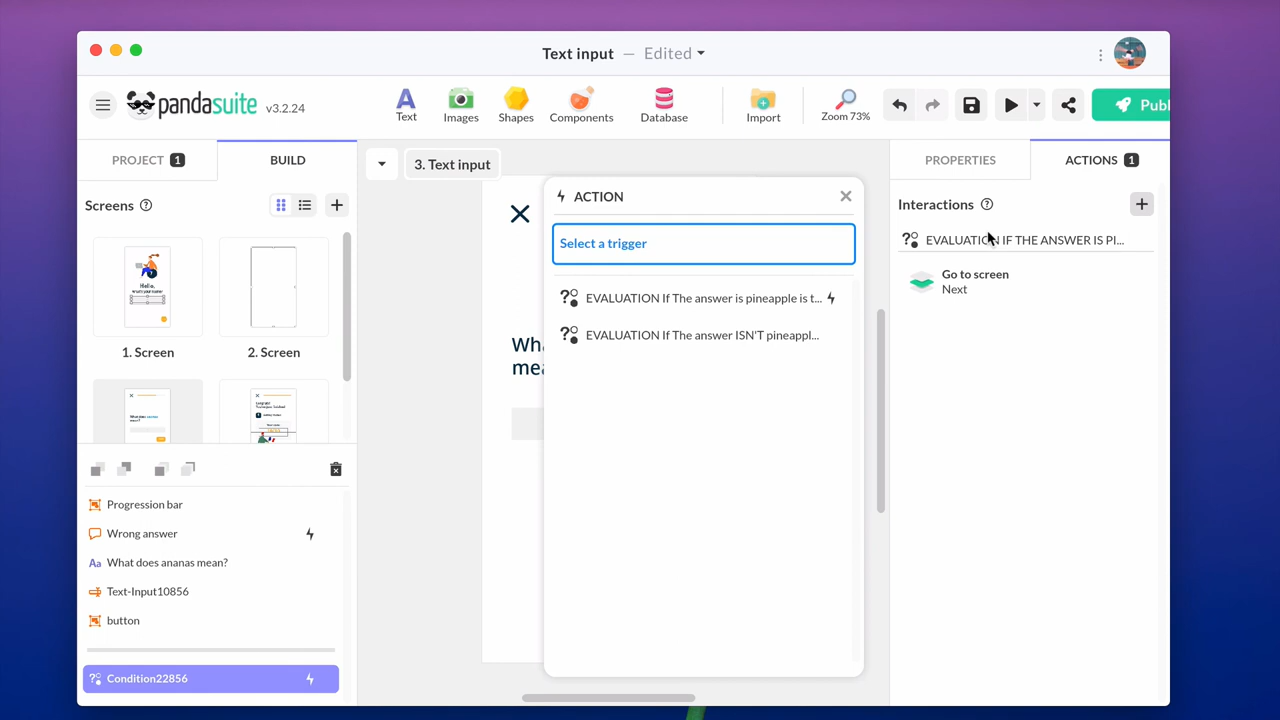 Text input — Edited
pandasuite v3.2.24
Text
Images
Shapes
Components
Database
Import
Zoom 73%
Publ
PROJECT 1
BUILD
3. Text input
PROPERTIES
ACTIONS 1
Screens
1. Screen
2. Screen
Progression bar
Wrong answer
Aa What does ananas mean?
Text-Input10856
button
Condition22856
Wha
mea
ACTION
Select a trigger
EVALUATION If The answer is pineapple is t...
EVALUATION If The answer ISN'T pineappl...
Interactions
EVALUATION IF THE ANSWER IS PI...
Go to screen
Next